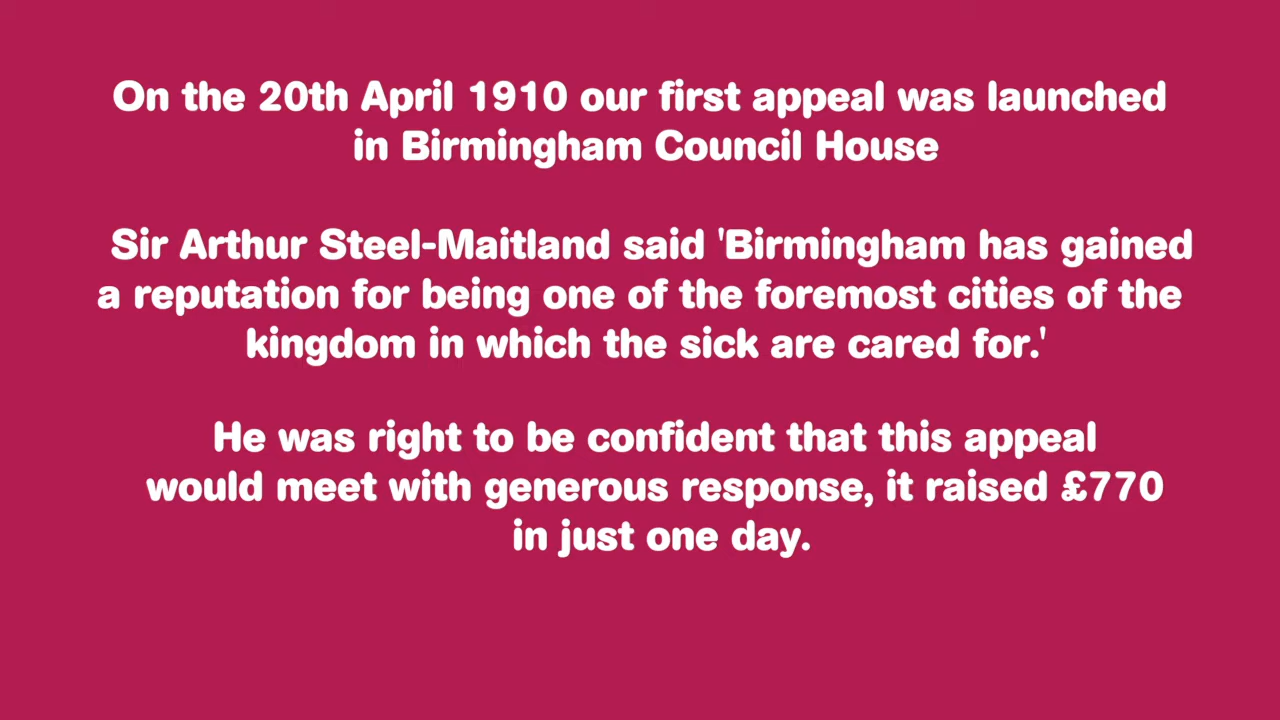 On the 20th April 1910 our first appeal was launched
in Birmingham Council House
Sir Arthur Steel-Maitland said 'Birmingham has gained
a reputation for being one of the foremost cities of the
kingdom in which the sick are cared for.'
He was right to be confident that this appeal
would meet with generous response, it raised £770
in just one day.